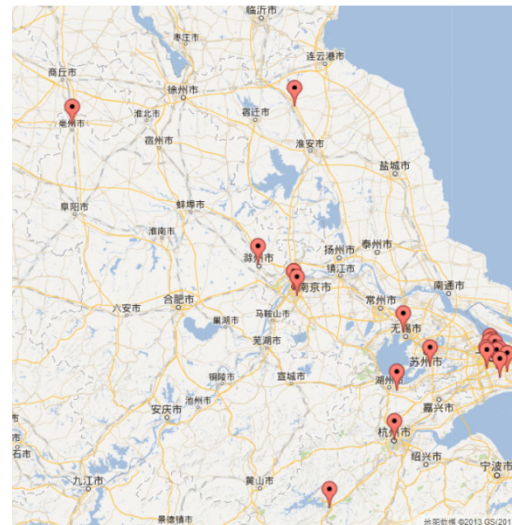 临沂市
枣庄市
连云港市
商丘市
徐州市
淮北市
宿迁市
亳州市
宿州市
淮安市
盐城市
阜阳市
蚌埠市
淮南市
滁州市
扬州市
泰州市
镇江市
南京市
南通市
六安市
合肥市
常州市
巢湖市
马鞍山市
无锡市
芜湖市
苏州市
铜陵市
宣城市
湖州市
池州市
安庆市
嘉兴市
杭州市
绍兴市
宁波市
九江市
黄山市
石市
景德镇市
©2013 GS(201